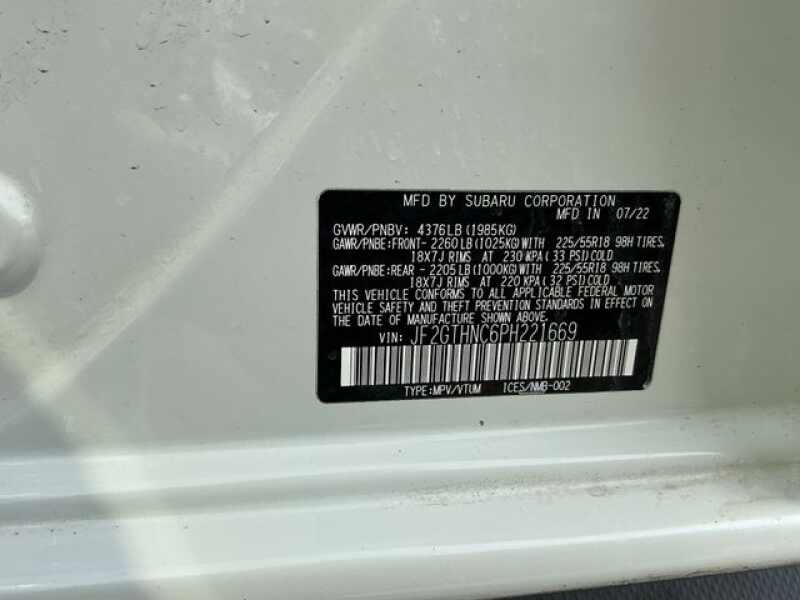 MFD BY SUBARU CORPORATION
MFD IN 07/22
GVWR/PNBV: 4376LB(1985KG)
GAWR/PNBE:FRONT- 2260LB(1025KG)WITH 225/55R18 98H TIRES,
18X7J RIMS AT 230 KPA(33 PSI)COLD
GAWR/PNBE:REAR - 2205LB(1000KG)WITH 225/55R18 98H TIRES,
18X7J RIMS AT 220 KPA(32 PSI)COLD
THIS VEHICLE CONFORMS TO ALL APPLICABLE FEDERAL MOTOR
VEHICLE SAFETY AND THEFT PREVENTION STANDARDS IN EFFECT ON
THE DATE OF MANUFACTURE SHOWN ABOVE.
VIN: JF2GTHNC6PH221669
TYPE:MPV/VTUM ICES/NMB-002